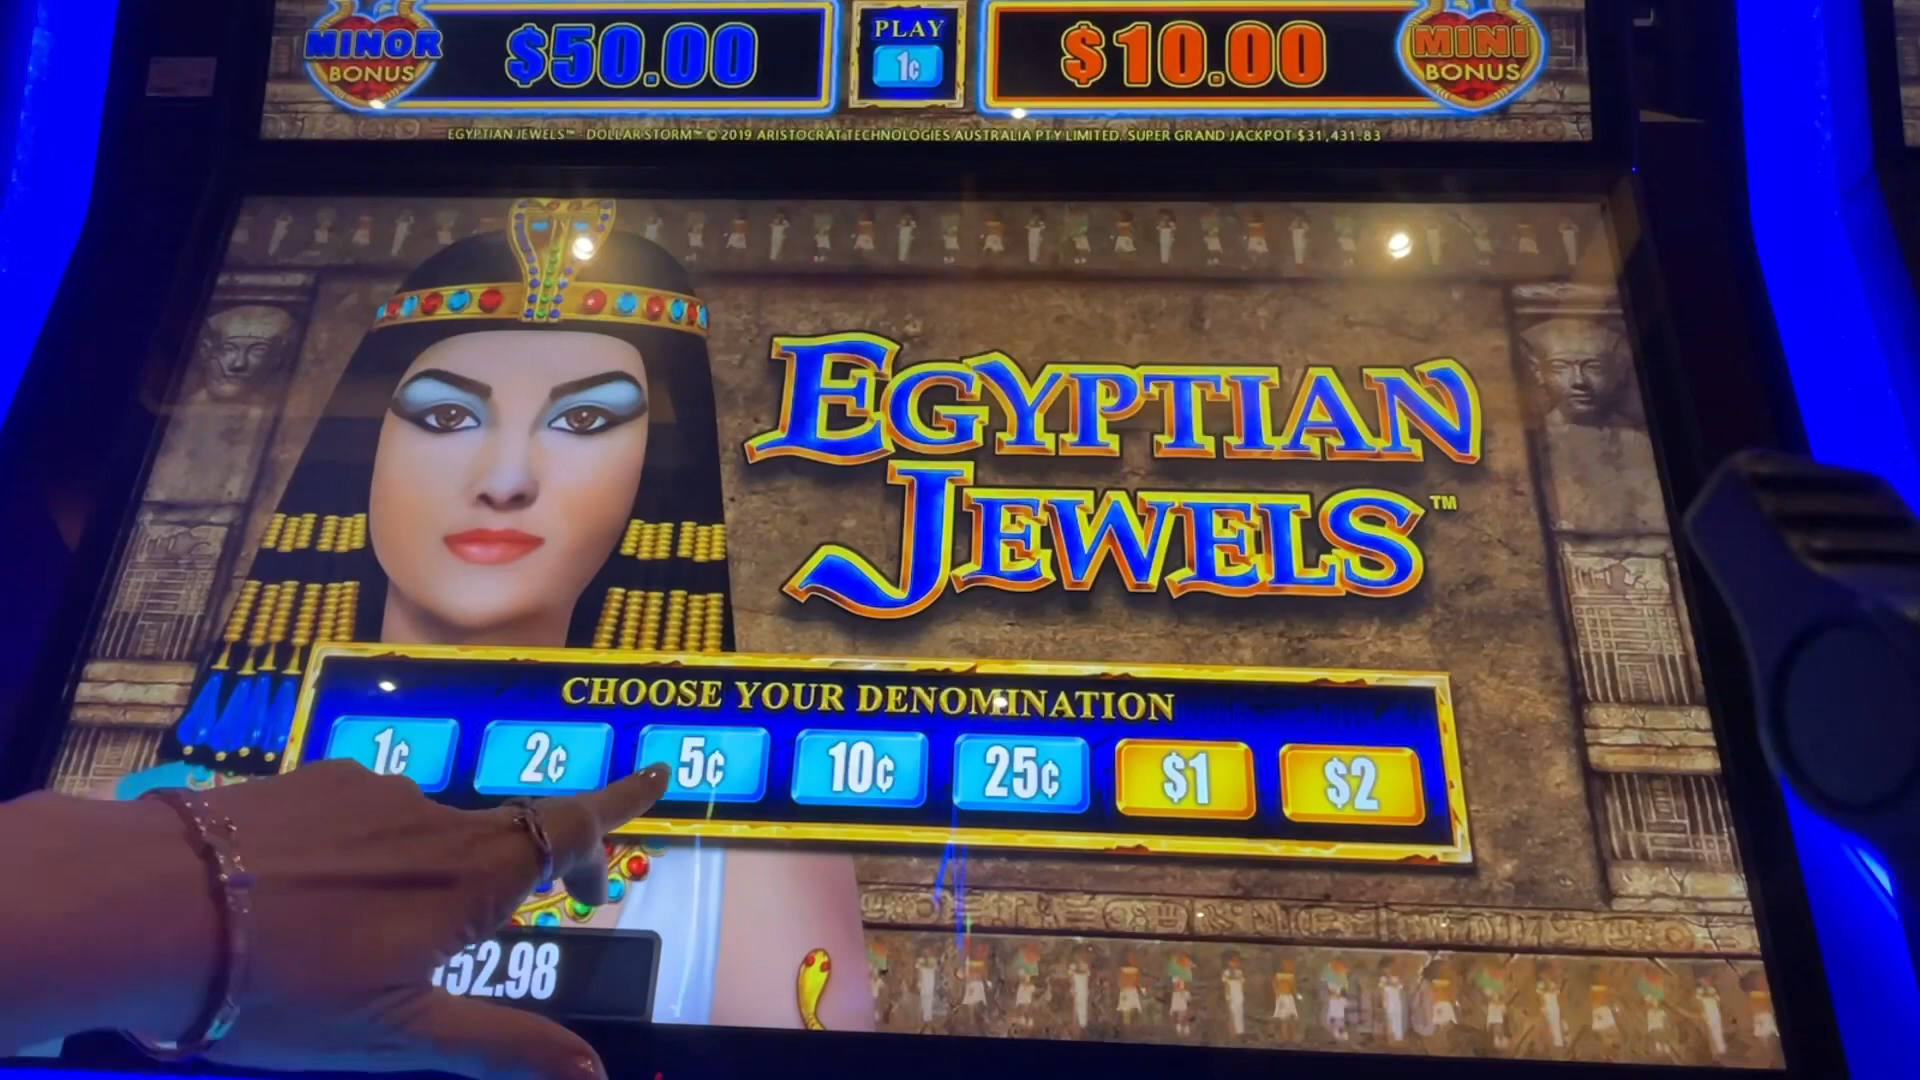 MINOR
BONUS
$50.00
PLAY
1¢
$10.00
MINI
BONUS
EGYPTIAN JEWELS™ - DOLLAR STORM™ © 2019 ARISTOCRAT TECHNOLOGIES AUSTRALIA PTY LIMITED. SUPER GRAND JACKPOT $31,431.83
EGYPTIAN
JEWELS™
CHOOSE YOUR DENOMINATION
1¢ 2¢ 5¢ 10¢ 25¢ $1 $2
52.98